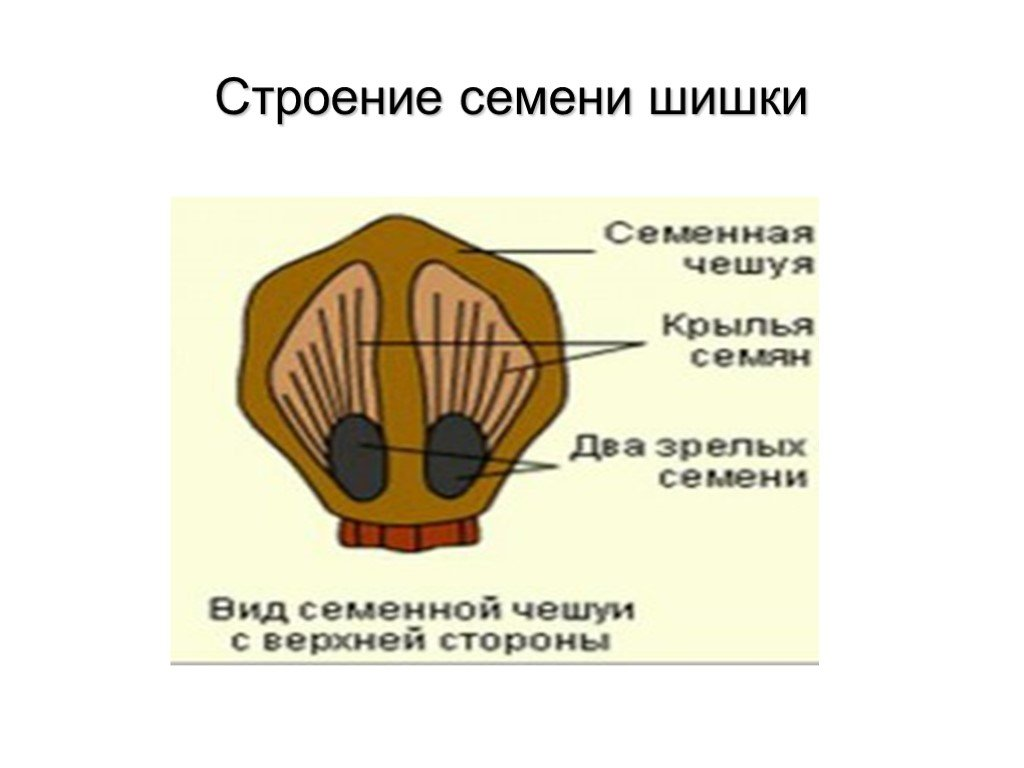 Строение семени шишки
Семенная
чешуя
Крылья
семян
Два зрелых
семени
Вид семенной чешуи
с верхней стороны